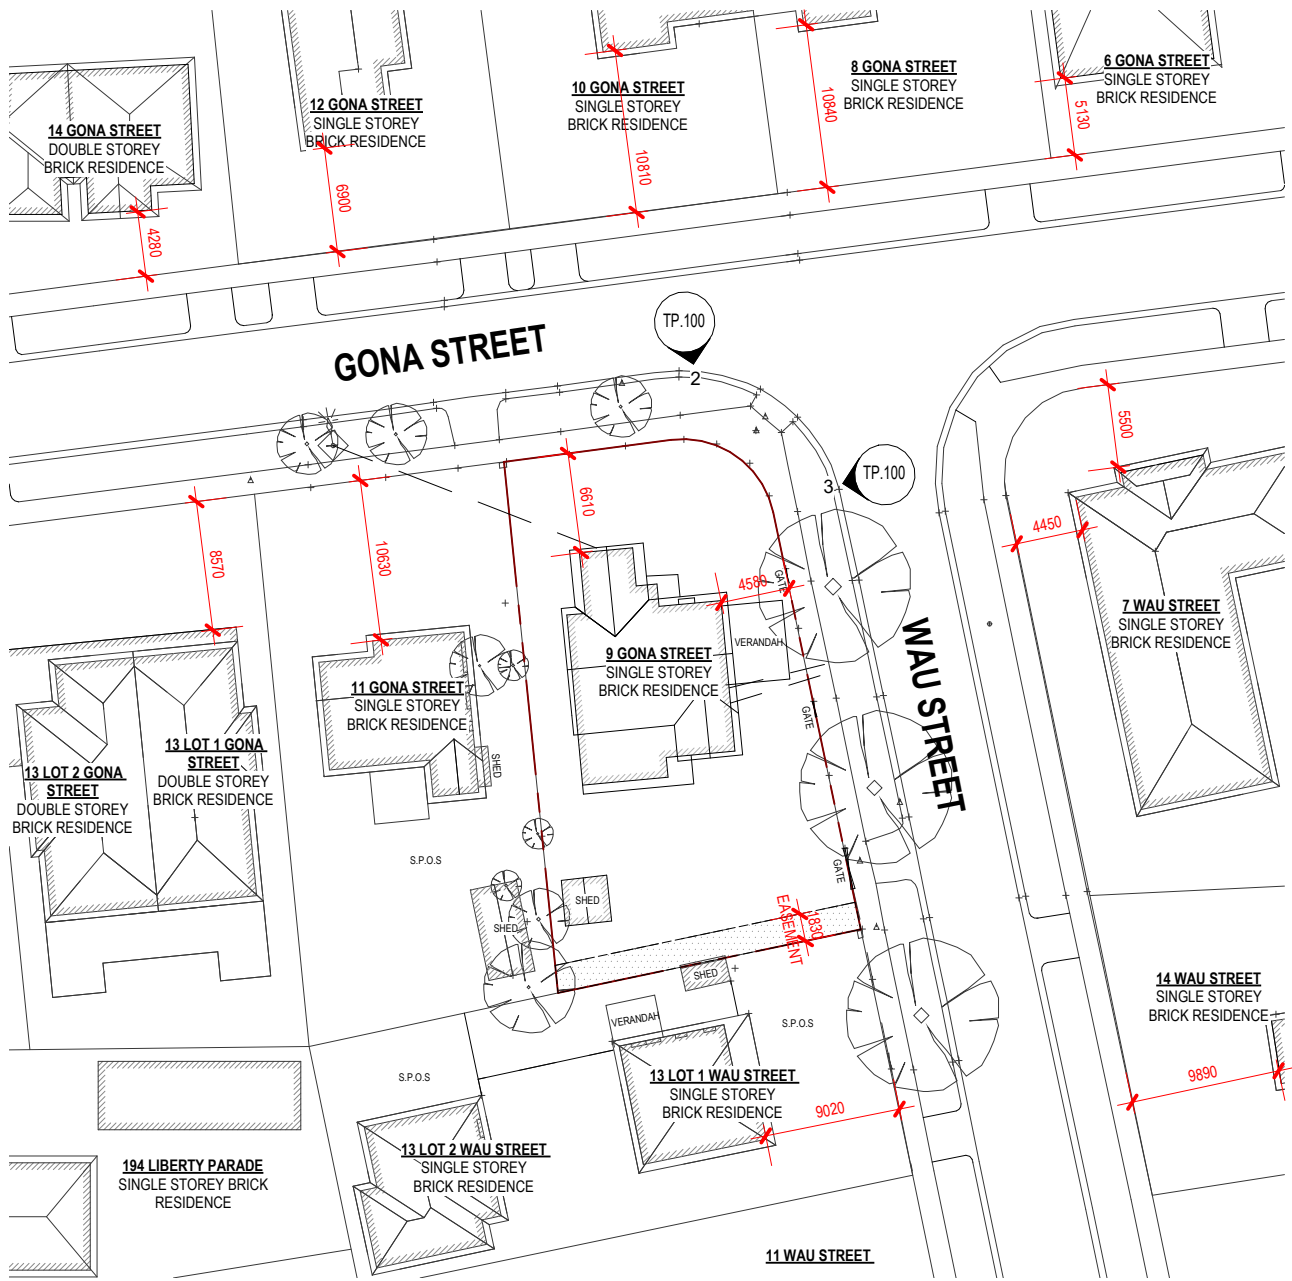 14 GONA STREET
DOUBLE STOREY
BRICK RESIDENCE
4280
12 GONA STREET
SINGLE STOREY
BRICK RESIDENCE
6900
10 GONA STREET
SINGLE STOREY
BRICK RESIDENCE
10810
8 GONA STREET
SINGLE STOREY
BRICK RESIDENCE
10840
6 GONA STREET
SINGLE STOREY
BRICK RESIDENCE
5130
GONA STREET
TP.100
2
TP.100
3
5500
4450
8570
10630
6610
4580
GATE
VERANDAH
9 GONA STREET
SINGLE STOREY
BRICK RESIDENCE
WAU STREET
7 WAU STREET
SINGLE STOREY
BRICK RESIDENCE
11 GONA STREET
SINGLE STOREY
BRICK RESIDENCE
SHED
GATE
13 LOT 1 GONA
STREET
DOUBLE STOREY
BRICK RESIDENCE
13 LOT 2 GONA
STREET
DOUBLE STOREY
BRICK RESIDENCE
S.P.O.S
GATE
SHED
SHED
1830
EASEMENT
SHED
VERANDAH
S.P.O.S
14 WAU STREET
SINGLE STOREY
BRICK RESIDENCE
9890
S.P.O.S
13 LOT 1 WAU STREET
SINGLE STOREY
BRICK RESIDENCE
9020
13 LOT 2 WAU STREET
SINGLE STOREY
BRICK RESIDENCE
194 LIBERTY PARADE
SINGLE STOREY BRICK
RESIDENCE
11 WAU STREET